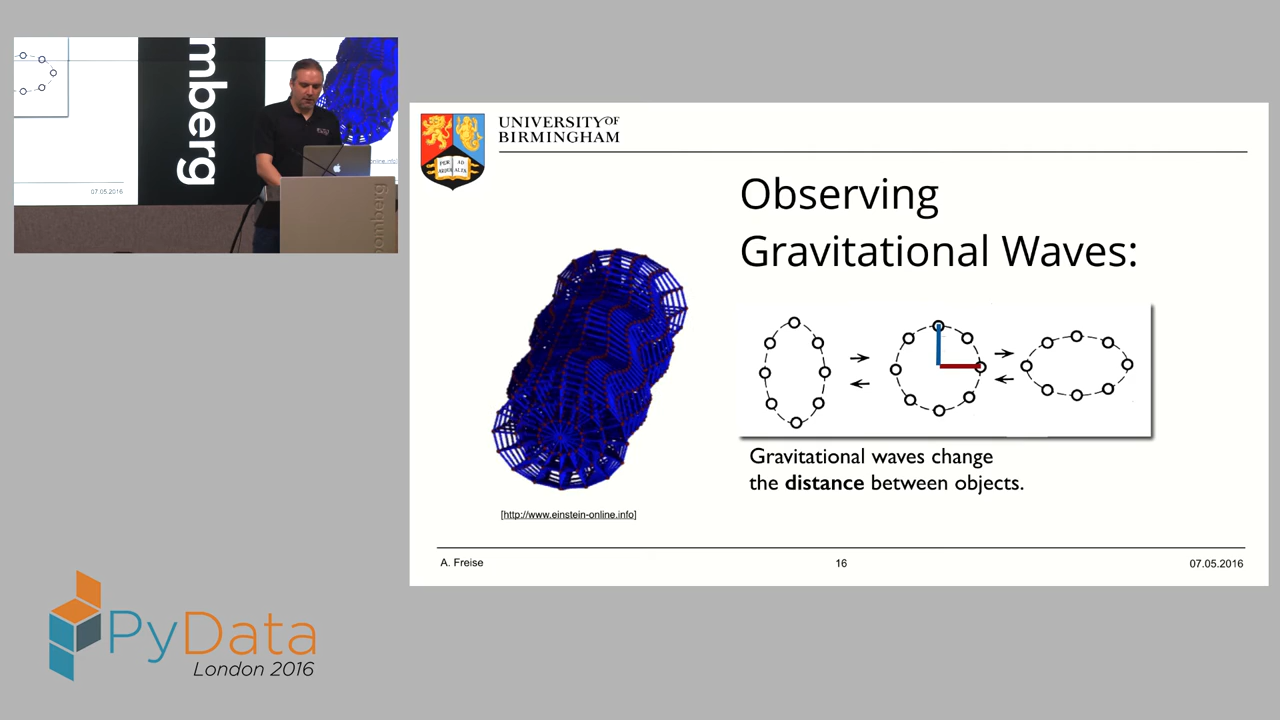 mberg
07.05.2016
UNIVERSITY OF
BIRMINGHAM
PER AD
ARDUA ALTA
Observing
Gravitational Waves:
Gravitational waves change
the distance between objects.
[http://www.einstein-online.info]
A. Freise
16
07.05.2016
PyData
London 2016